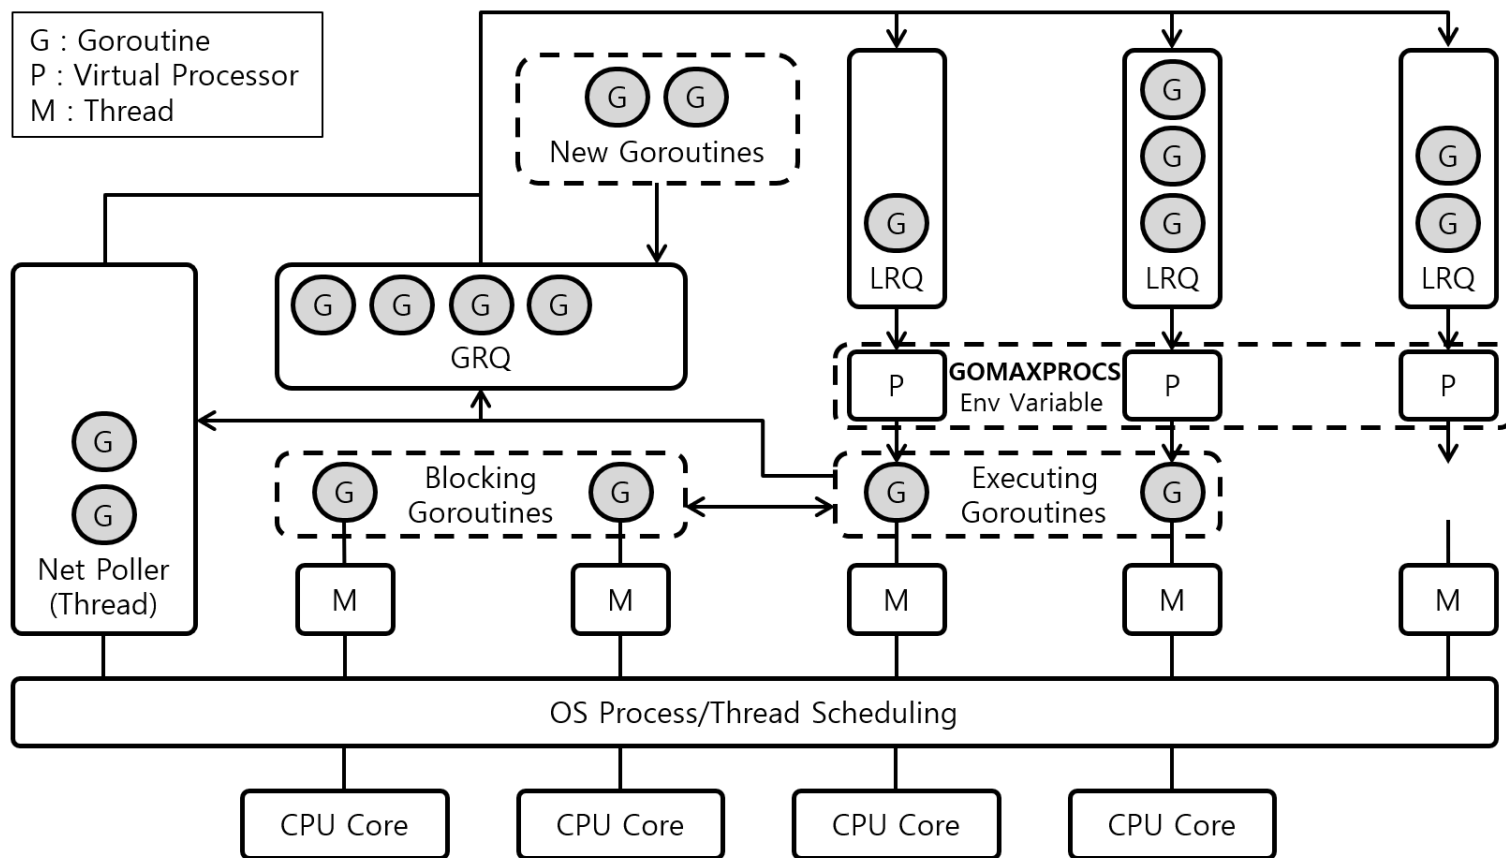 G : Goroutine
P : Virtual Processor
M : Thread
G G
New Goroutines
G
LRQ
G
G
G
LRQ
G
G
LRQ
G G G G
GRQ
P
GOMAXPROCS
Env Variable
P
P
G
G
Net Poller
(Thread)
G
Blocking
Goroutines
G
G
Executing
Goroutines
G
M
M
M
M
M
OS Process/Thread Scheduling
CPU Core
CPU Core
CPU Core
CPU Core